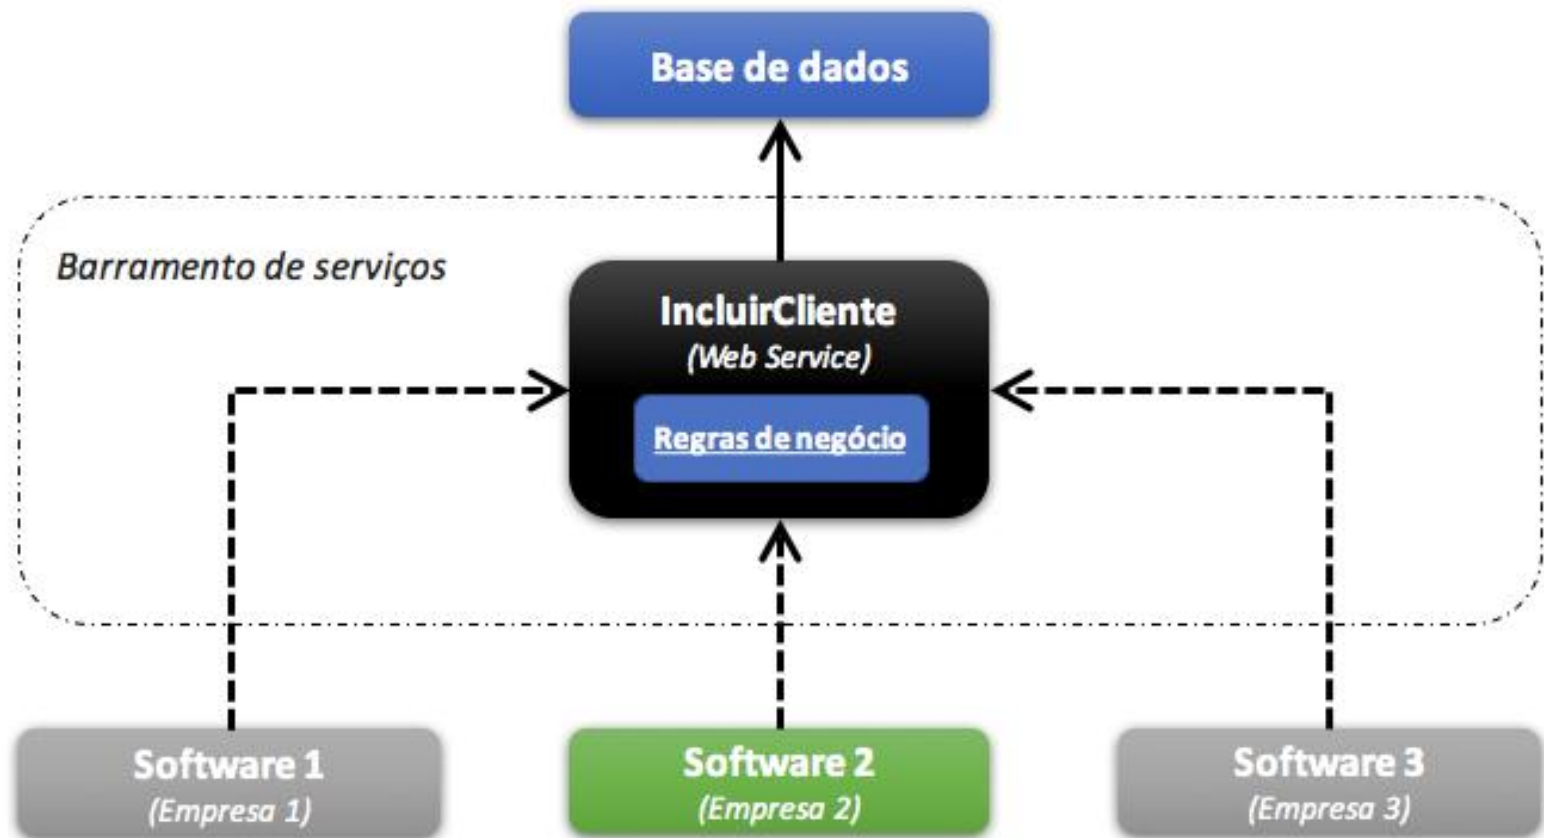 Base de dados
Barramento de serviços
IncluirCliente
(Web Service)
Regras de negócio
Software 1
(Empresa 1)
Software 2
(Empresa 2)
Software 3
(Empresa 3)